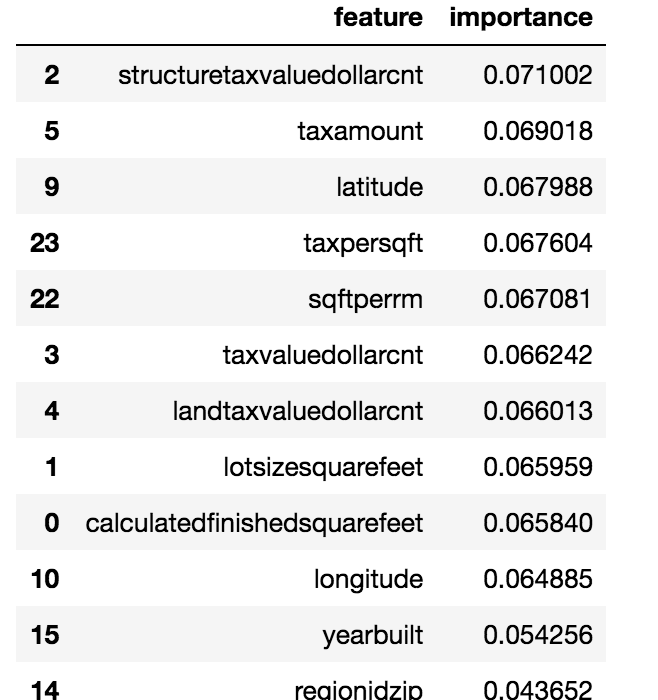 feature importance
2 structuretaxvaluedollarcnt 0.071002
5 taxamount 0.069018
9 latitude 0.067988
23 taxpersqft 0.067604
22 sqftperrm 0.067081
3 taxvaluedollarcnt 0.066242
4 landtaxvaluedollarcnt 0.066013
1 lotsizesquarefeet 0.065959
0 calculatedfinishedsquarefeet 0.065840
10 longitude 0.064885
15 yearbuilt 0.054256
14 regionidzip 0.043652